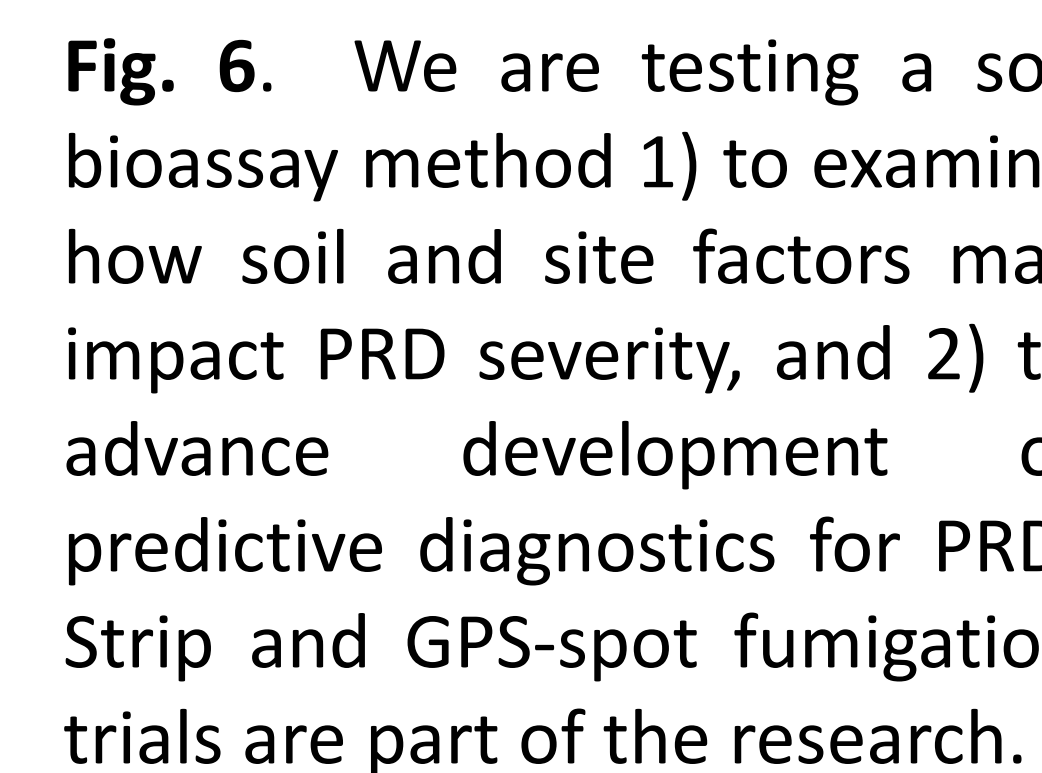 Fig. 6. We are testing a so
bioassay method 1) to examin
how soil and site factors ma
impact PRD severity, and 2) t
advance development
predictive diagnostics for PRD
Strip and GPS-spot fumigatio
trials are part of the research.